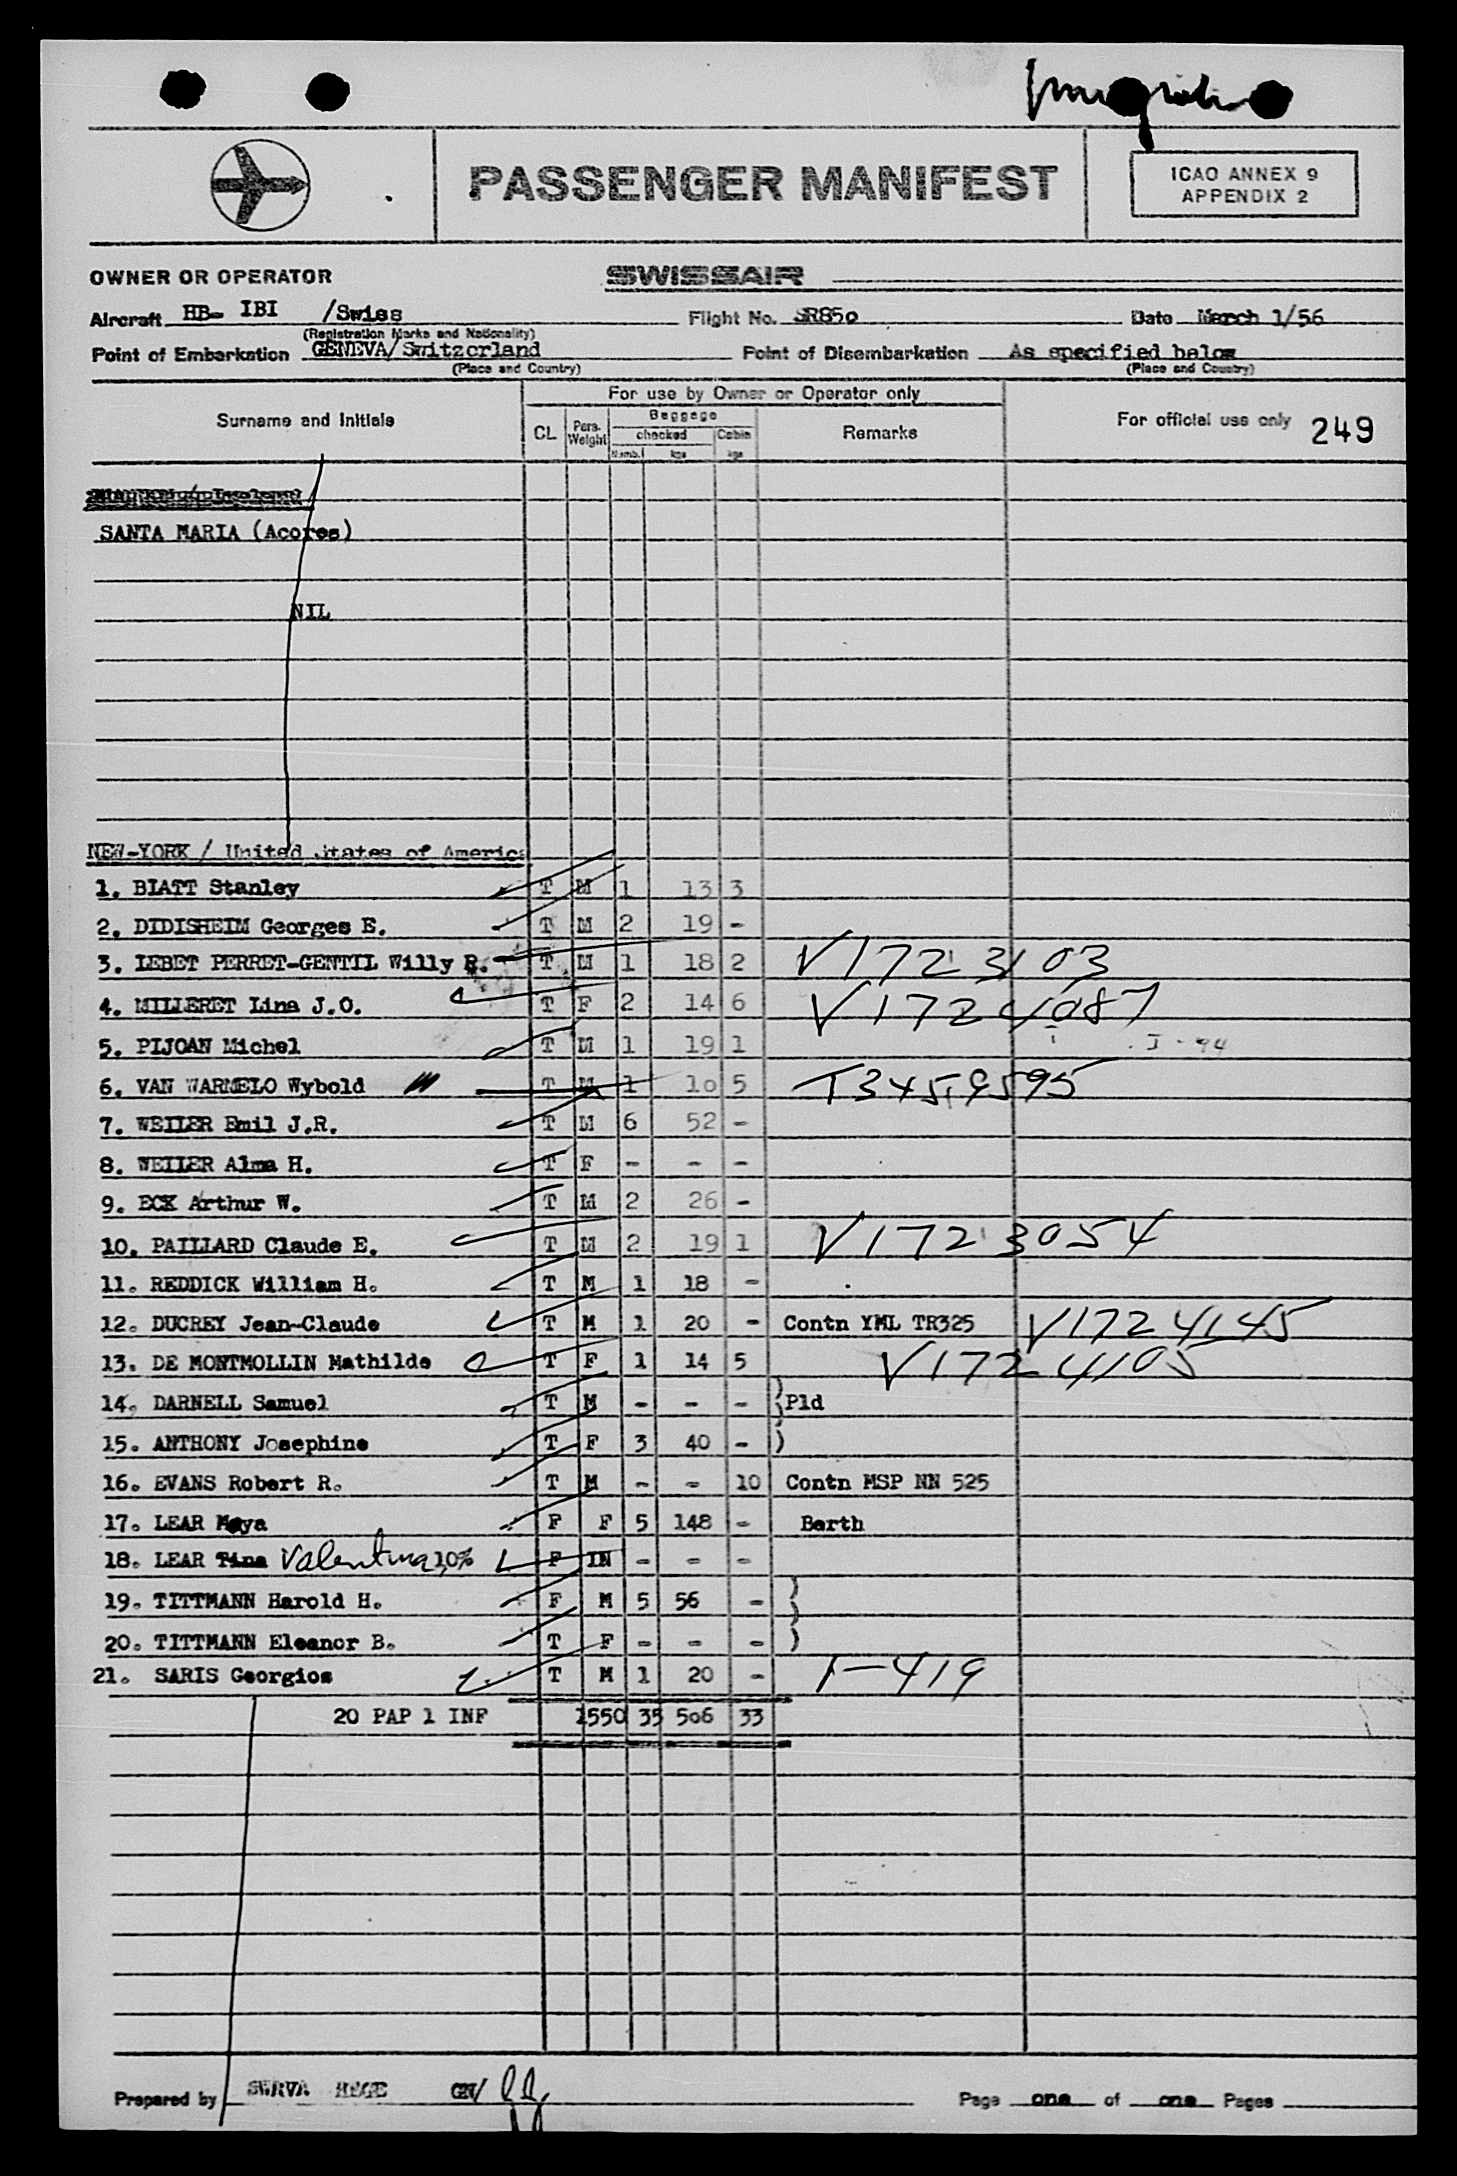 PASSENGER MANIFEST
ICAO ANNEX 9
APPENDIX 2
OWNER OR OPERATOR SWISSAIR
Aircraft HB- IBI /Swiss Flight No. SR850 Date March 1/56
(Registration Marks and Nationality)
Point of Embarkation GENEVA/Switzerland Point of Disembarkation As specified below
(Place and Country) (Place and Country)
For use by Owner or Operator only
Surname and Initials CL Pers. Weight Baggage checked Numb. kgs Cabin kgs Remarks For official use only 249
SANTA MARIA (Acores)
NIL
NEW-YORK / United States of America
1. BIATT Stanley T M 1 13 3
2. DIDISHEIM Georges E. T M 2 19 -
3. LEBET PERRET-GENTIL Willy R. T M 1 18 2 V1723103
4. MILLERET Lina J.O. T F 2 14 6 V1724087
5. PIJOAN Michel T M 1 19 1 I-94
6. VAN WARMELO Wybold T M 1 10 5 T3459595
7. WEILER Emil J.R. T M 6 52 -
8. WEILER Alma H. T F - - -
9. ECK Arthur W. T M 2 26 -
10. PAILLARD Claude E. T M 2 19 1 V1723054
11. REDDICK William H. T M 1 18 -
12. DUCREY Jean-Claude T M 1 20 - Contn YML TR325 V1724145
13. DE MONTMOLLIN Mathilde T F 1 14 5 V1724105
14. DARNELL Samuel T M - - - )Pld
15. ANTHONY Josephine T F 3 40 - )
16. EVANS Robert R. T M - - 10 Contn MSP NN 525
17. LEAR Moya F F 5 148 - Berth
18. LEAR Tina Valentina 10% F IN - - -
19. TITTMANN Harold H. F M 5 56 - )
20. TITTMANN Eleanor B. T F - - - )
21. SARIS Georgios T M 1 20 - 1-419
20 PAP 1 INF 1550 35 506 33
Prepared by SURVA HEGE GN/ Page one of one Pages